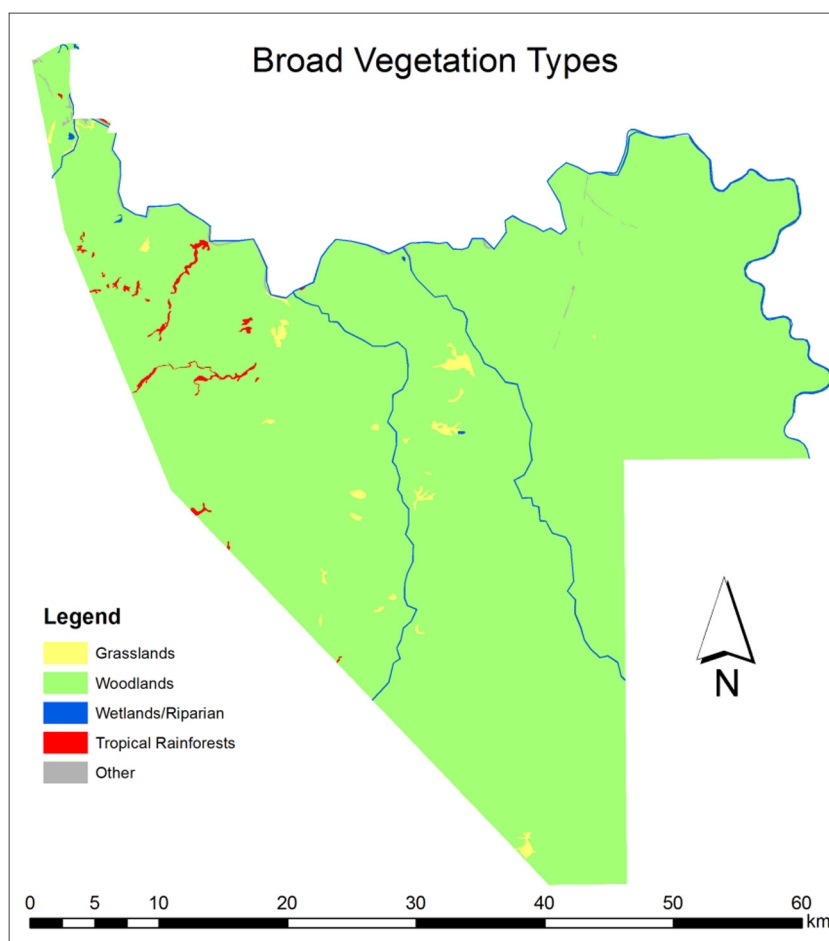 Broad Vegetation Types
Legend
Grasslands
Woodlands
Wetlands/Riparian
Tropical Rainforests
Other
N
0 5 10 20 30 40 50 60
km